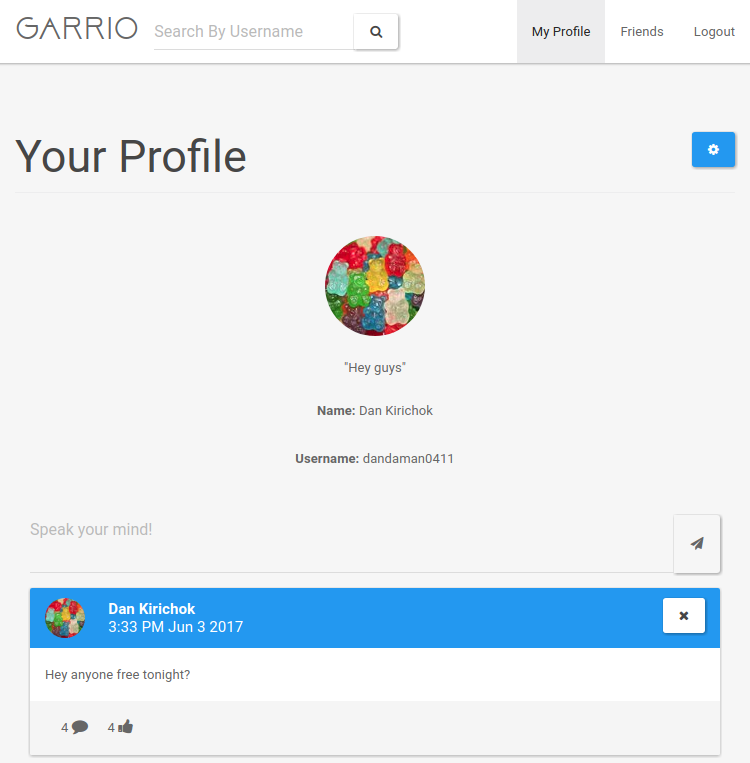 GARRIO
Search By Username
My Profile
Friends
Logout
Your Profile
"Hey guys"
Name: Dan Kirichok
Username: dandaman0411
Speak your mind!
Dan Kirichok
3:33 PM Jun 3 2017
Hey anyone free tonight?
4 4